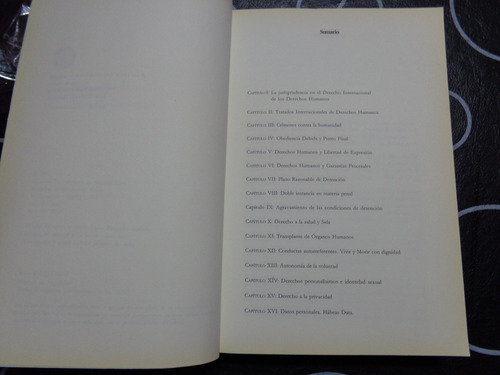 Sumario
CAPÍTULO I: La jurisprudencia en el Derecho Internacional
de los Derechos Humanos
CAPÍTULO II: Tratados Internacionales de Derechos Humanos
CAPÍTULO III: Crímenes contra la humanidad
CAPÍTULO IV: Obediencia Debida y Punto Final
CAPÍTULO V: Derechos Humanos y Libertad de Expresión
CAPÍTULO VI: Derechos Humanos y Garantías Procesales
CAPÍTULO VII: Plazo Razonable de Detención
CAPÍTULO VIII: Doble instancia en materia penal
Capítulo IX: Agravamiento de las condiciones de detención
CAPÍTULO X: Derecho a la salud y Sida
CAPÍTULO XI: Transplante de Órganos Humanos
CAPÍTULO XII: Conductas autorreferentes. Vivir y Morir con dignidad
CAPÍTULO XIII: Autonomía de la voluntad
CAPÍTULO XIV: Derechos personalísimos e identidad sexual
CAPÍTULO XV: Derecho a la privacidad
CAPÍTULO XVI: Datos personales. Hábeas Data.